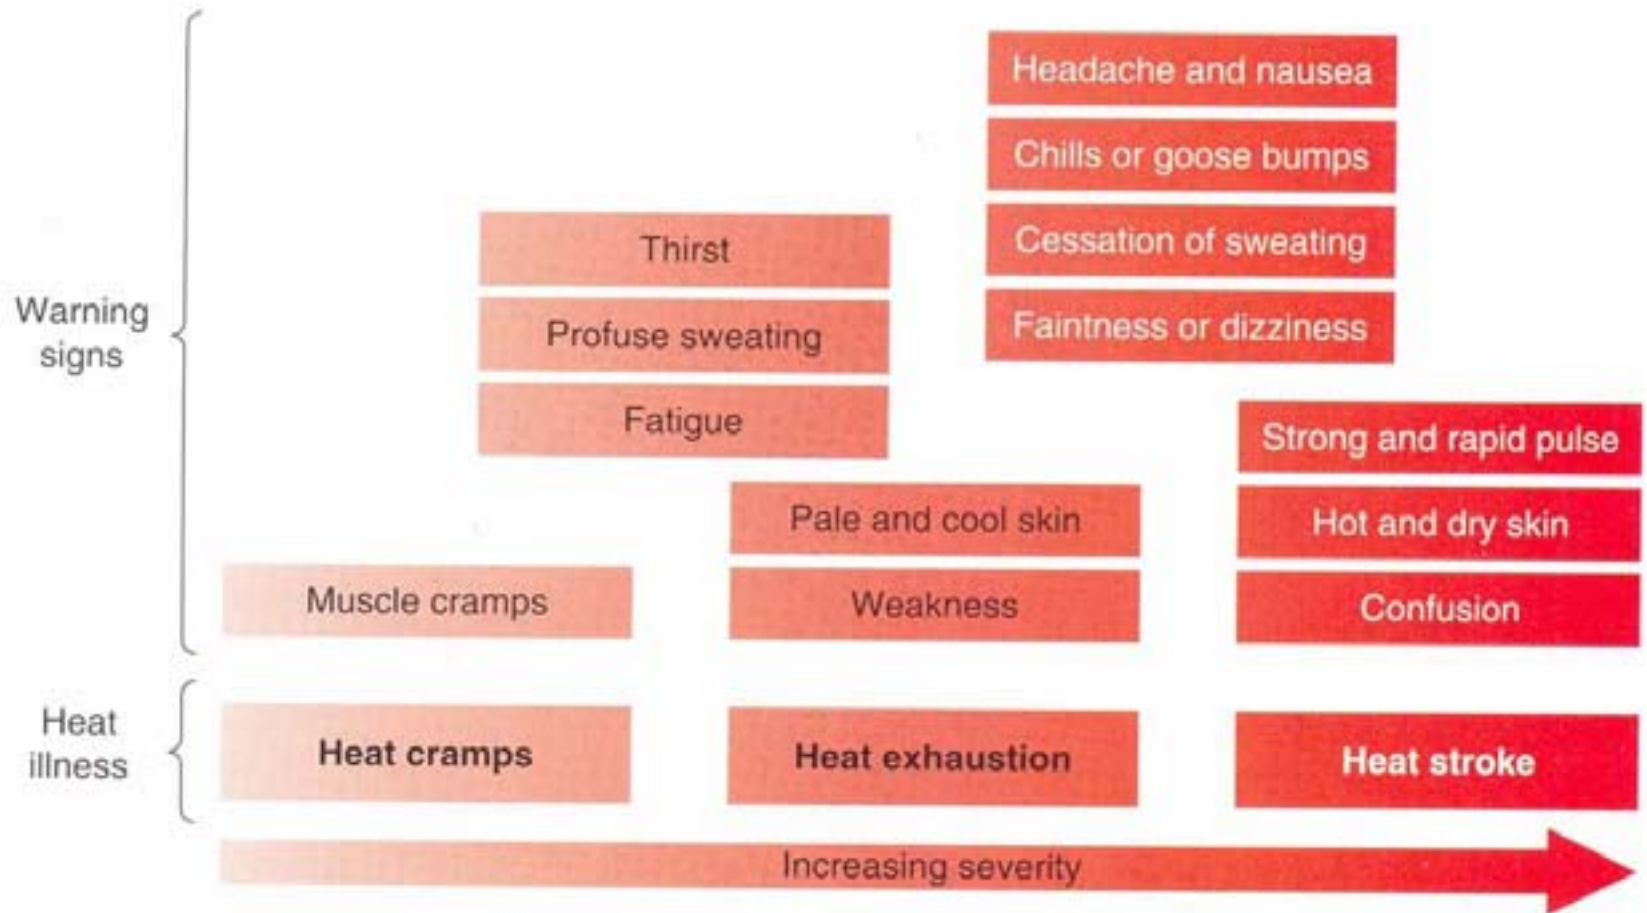 Headache and nausea
Chills or goose bumps
Cessation of sweating
Faintness or dizziness
Thirst
Profuse sweating
Fatigue
Warning
signs
Strong and rapid pulse
Hot and dry skin
Confusion
Pale and cool skin
Weakness
Muscle cramps
Heat
illness
Heat cramps
Heat exhaustion
Heat stroke
Increasing severity